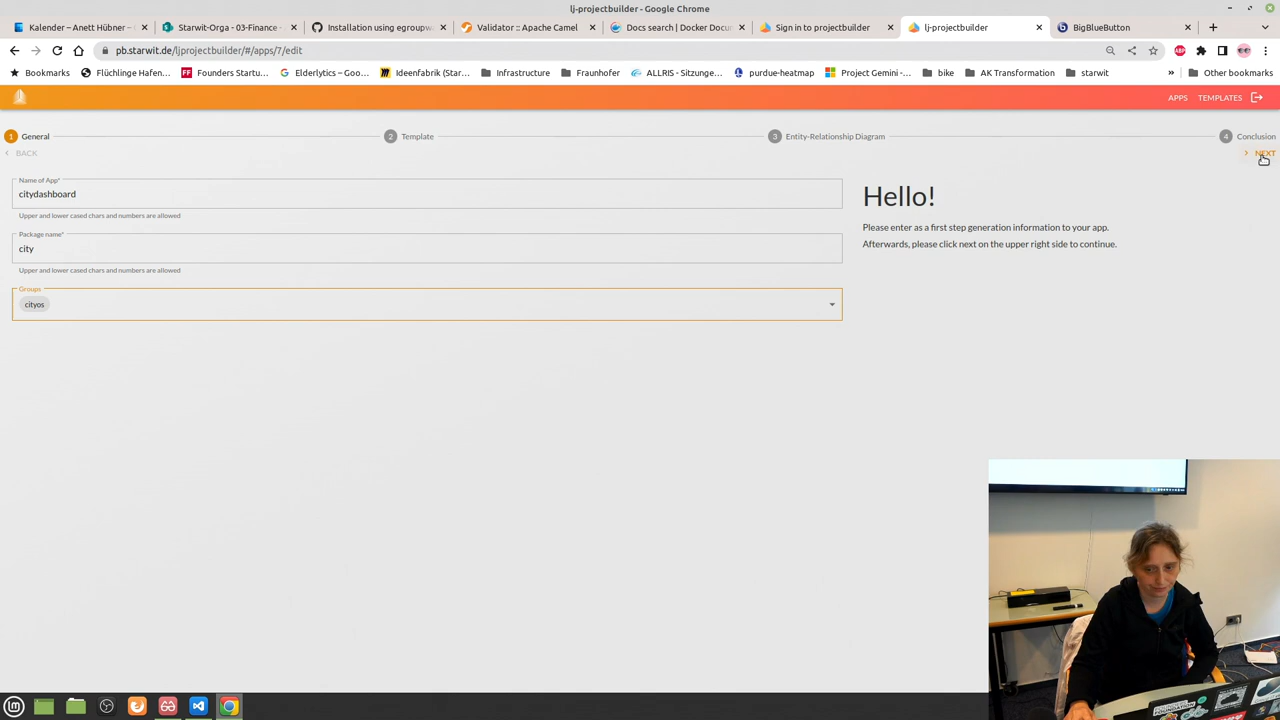 lj-projectbuilder - Google Chrome
Kalender – Anett Hübner –
Starwit-Orga - 03-Finance -
Installation using egroupw
Validator :: Apache Camel
Docs search | Docker Docu
Sign in to projectbuilder
lj-projectbuilder
BigBlueButton
pb.starwit.de/ljprojectbuilder/#/apps/7/edit
Bookmarks
Flüchlinge Hafen...
Founders Startu...
Elderlytics – Goo...
Ideenfabrik (Star...
Infrastructure
Fraunhofer
ALLRIS - Sitzunge...
purdue-heatmap
Project Gemini -...
bike
AK Transformation
starwit
»
Other bookmarks
APPS
TEMPLATES
1 General
2 Template
3 Entity-Relationship Diagram
4 Conclusion
BACK
NEXT
Name of App*
citydashboard
Upper and lower cased chars and numbers are allowed
Package name*
city
Upper and lower cased chars and numbers are allowed
Groups
cityos
Hello!
Please enter as a first step generation information to your app.
Afterwards, please click next on the upper right side to continue.